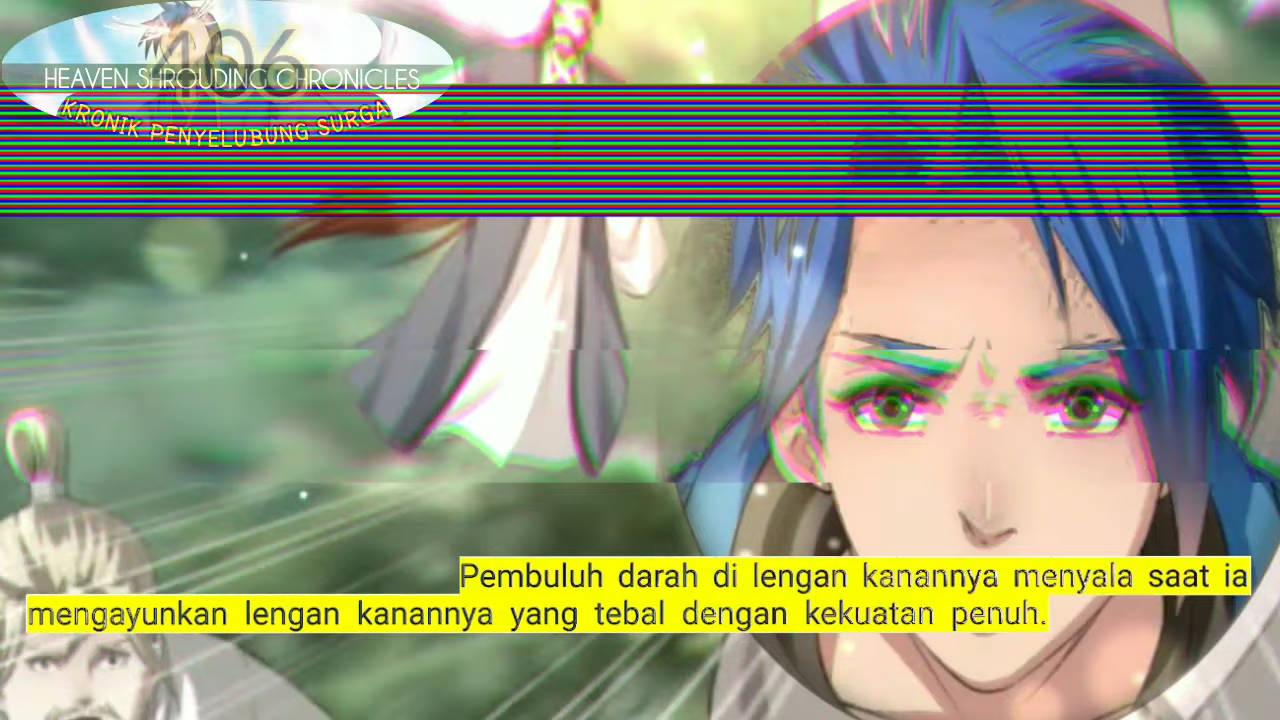 106
HEAVEN SHROUDING CHRONICLES
KRONIK PENYELUBUNG SURGA
Pembuluh darah di lengan kanannya menyala saat ia
mengayunkan lengan kanannya yang tebal dengan kekuatan penuh.